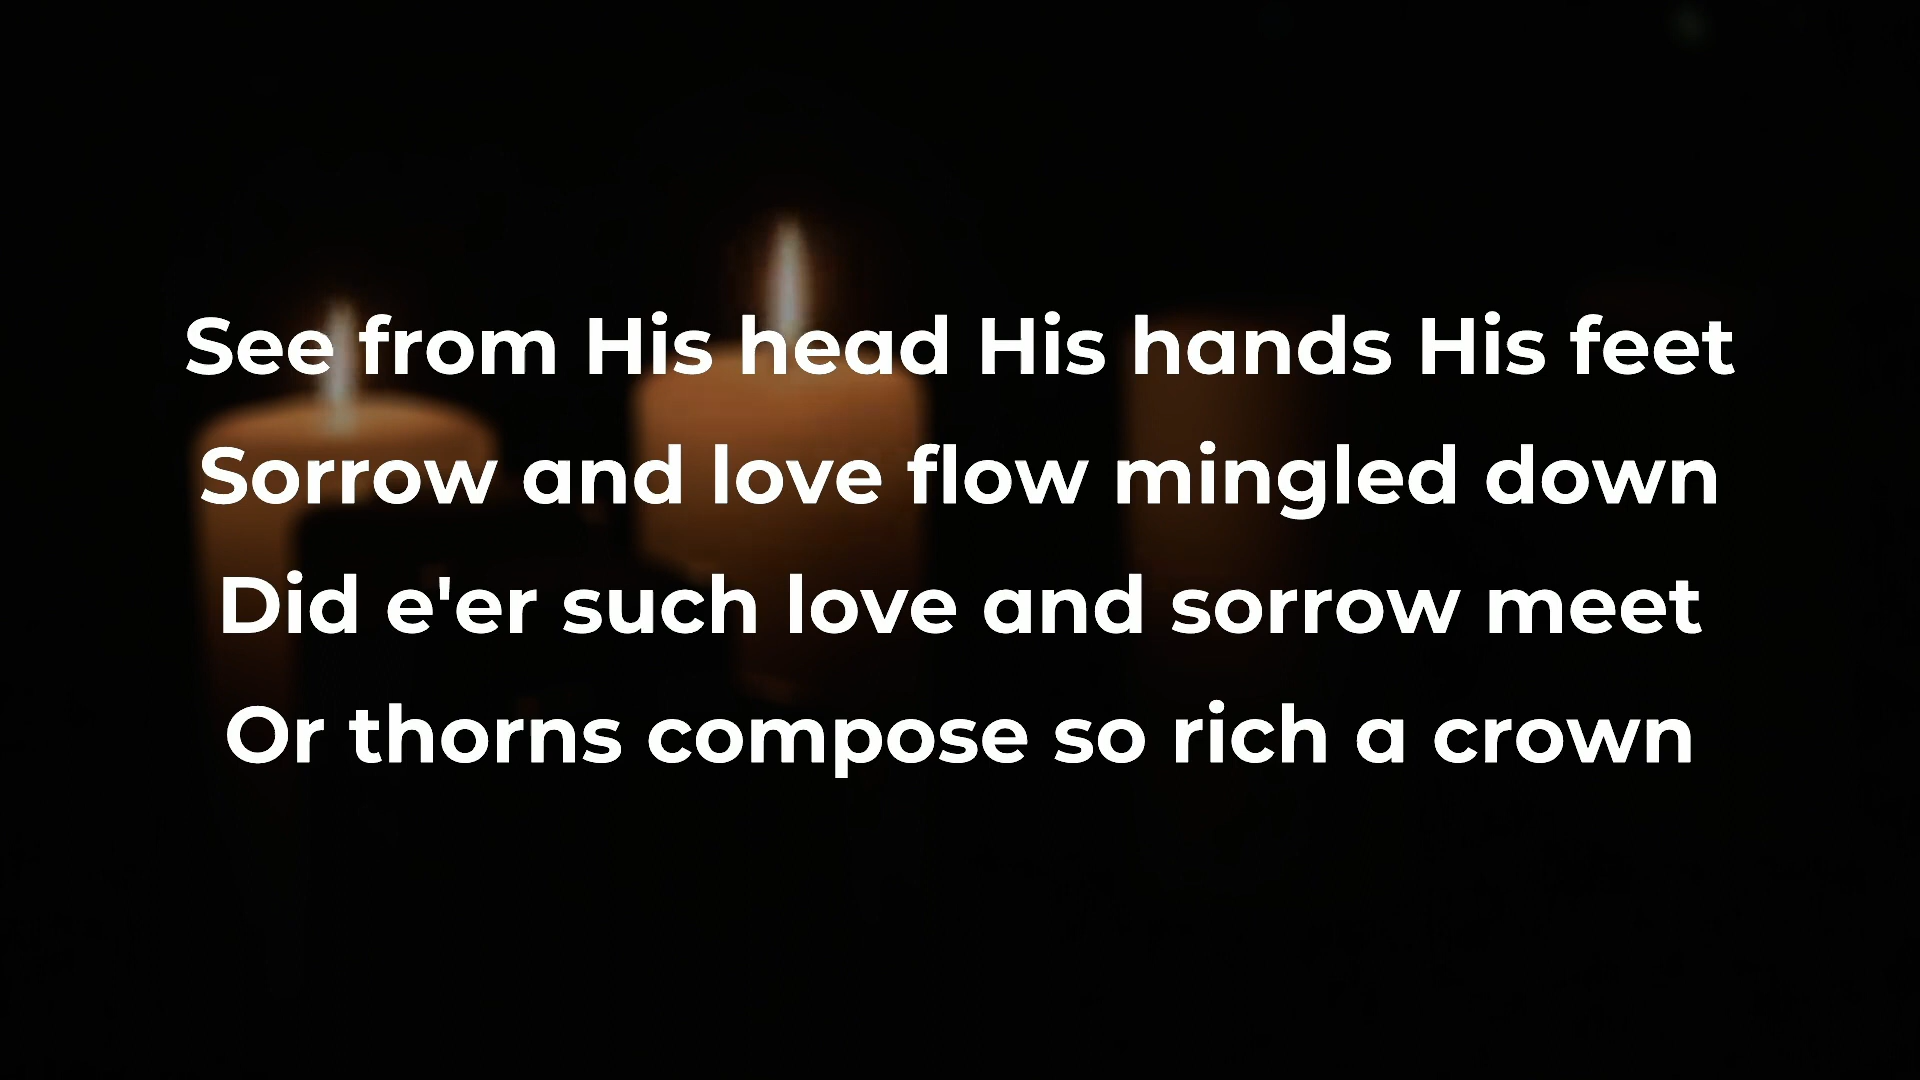 See from His head His hands His feet
Sorrow and love flow mingled down
Did e'er such love and sorrow meet
Or thorns compose so rich a crown